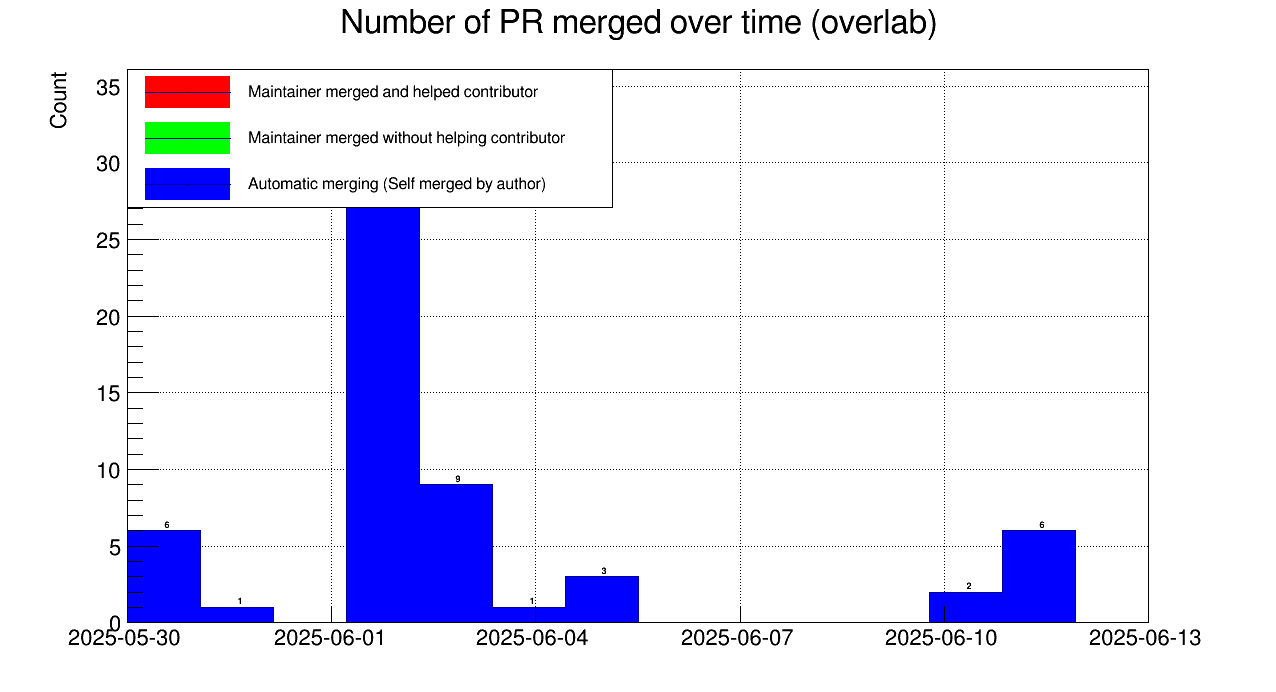 Number of PR merged over time (overlab)
Count
35
Maintainer merged and helped contributor
Maintainer merged without helping contributor
30
Automatic merging (Self merged by author)
25
20
15
10
9
6
6
5
3
2
1
1
0
2025-05-30 2025-06-01 2025-06-04 2025-06-07 2025-06-10 2025-06-13